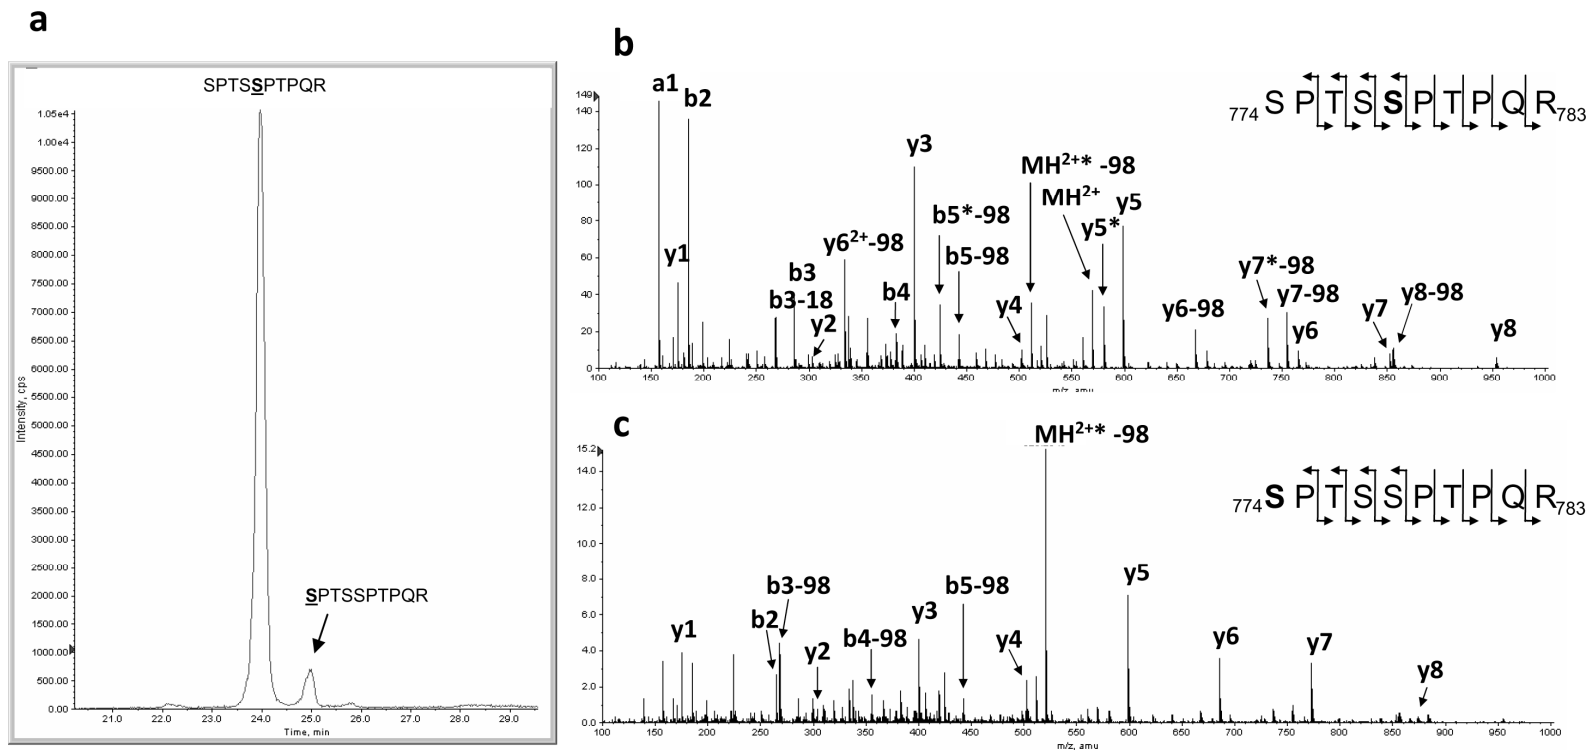 a
SPTSSPTPQR
1.05e4
1.00e4
9500.00
9000.00
8500.00
8000.00
7500.00
7000.00
6500.00
6000.00
5500.00
5000.00
4500.00
4000.00
3500.00
3000.00
2500.00
2000.00
1500.00
1000.00
500.00
0.00
Intensity, cps
SPTSSPTPQR
21.0 22.0 23.0 24.0 25.0 26.0 27.0 28.0 29.0
Time, min
b
774 SPTSSPTPQR 783
149
140
120
100
80
60
40
20
0
a1
b2
y1
b3
b3-18
y2
y6²⁺-98
b4
y3
b5*-98
b5-98
y4
MH²⁺* -98
MH²⁺
y5*
y5
y6-98
y7*-98
y7-98
y6
y7
y8-98
y8
100 150 200 250 300 350 400 450 500 550 600 650 700 750 800 850 900 950 1000
m/z, amu
c
774 SPTSSPTPQR 783
15.2
14.0
12.0
10.0
8.0
6.0
4.0
2.0
0.0
y1
b2
b3-98
y2
b4-98
y3
b5-98
y4
MH²⁺* -98
y5
y6
y7
y8
100 150 200 250 300 350 400 450 500 550 600 650 700 750 800 850 900 950 1000
m/z, amu